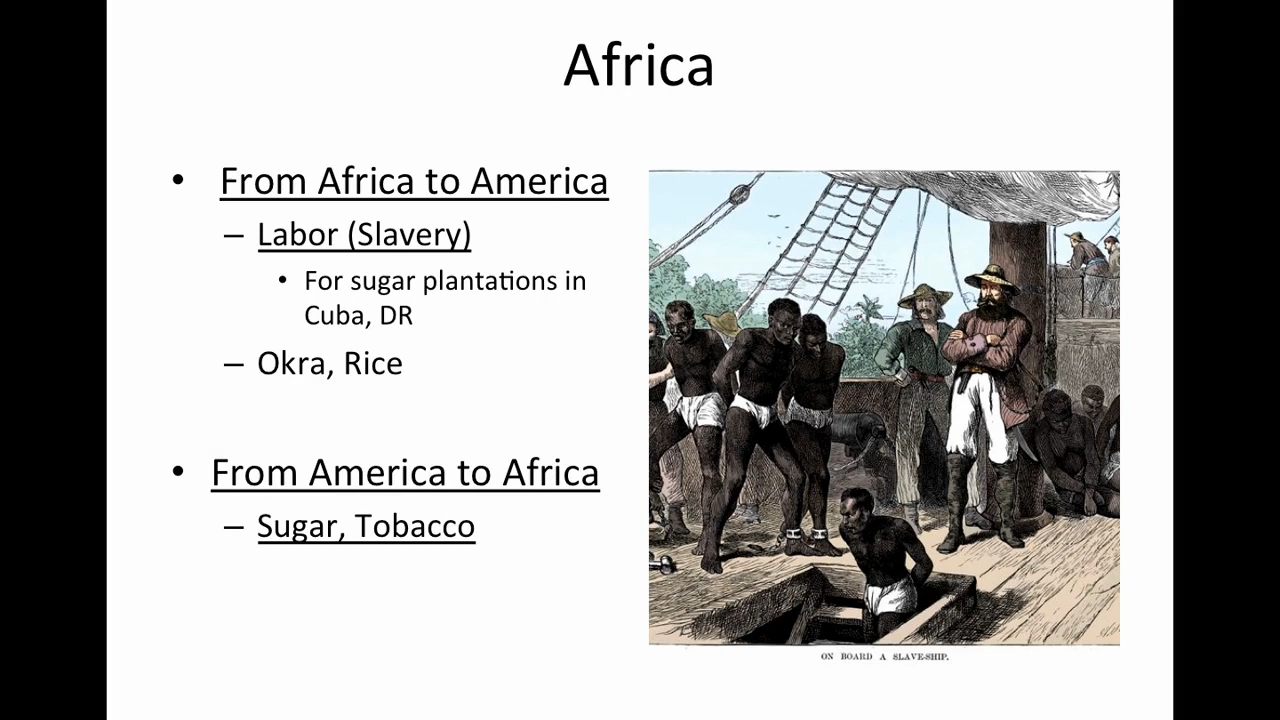 Africa
• From Africa to America
– Labor (Slavery)
• For sugar plantations in
Cuba, DR
– Okra, Rice
• From America to Africa
– Sugar, Tobacco
ON BOARD A SLAVE-SHIP.